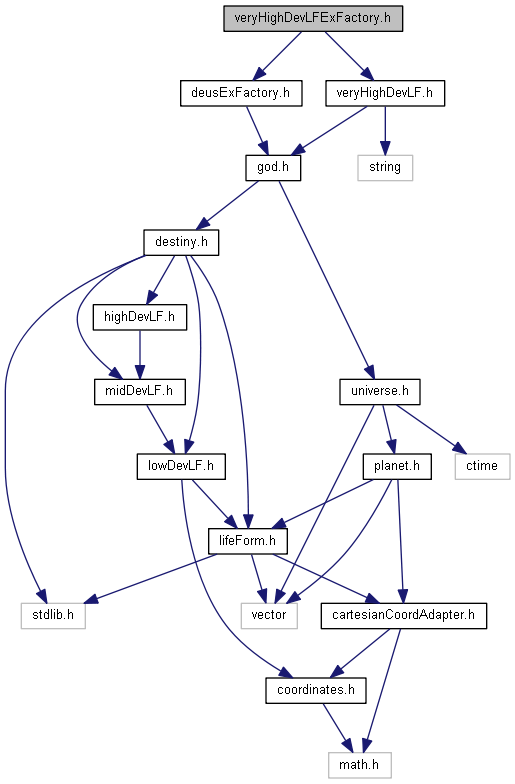 veryHighDevLFExFactory.h
deusExFactory.h
veryHighDevLF.h
god.h
string
destiny.h
highDevLF.h
midDevLF.h
universe.h
lowDevLF.h
planet.h
ctime
lifeForm.h
stdlib.h
vector
cartesianCoordAdapter.h
coordinates.h
math.h